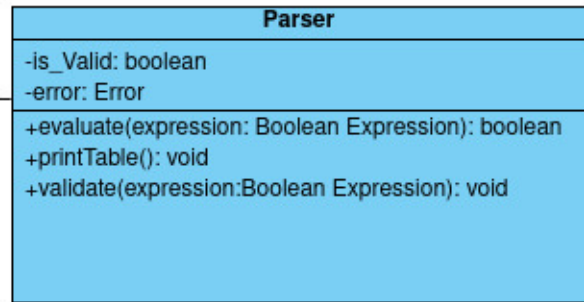 Parser
-is_Valid: boolean
-error: Error
+evaluate(expression: Boolean Expression): boolean
+printTable(): void
+validate(expression:Boolean Expression): void